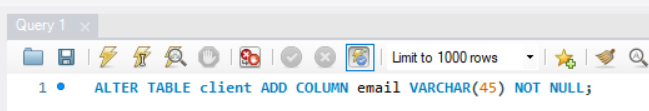 Query 1
Limit to 1000 rows
1 ALTER TABLE client ADD COLUMN email VARCHAR(45) NOT NULL;